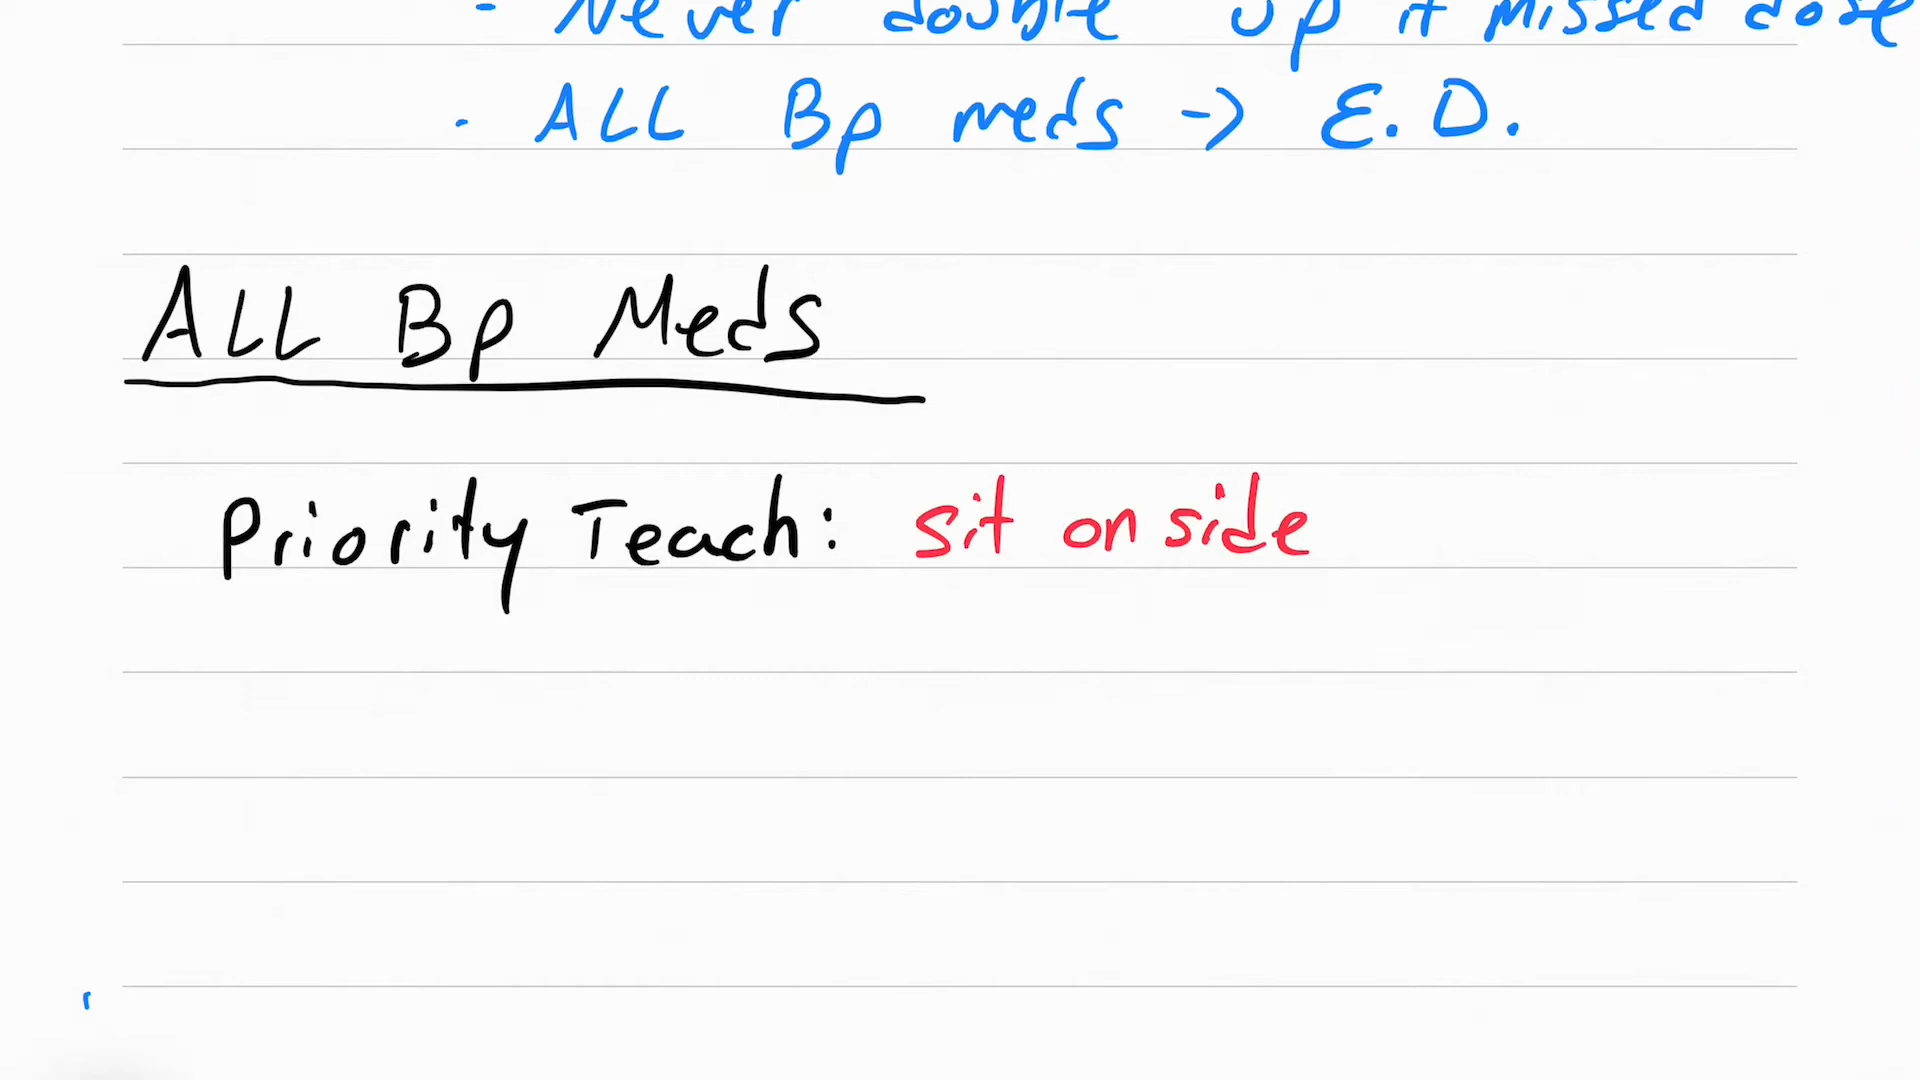 - Never double up if missed dose
- ALL Bp meds -> E.D.
ALL Bp Meds
Priority Teach: sit on side